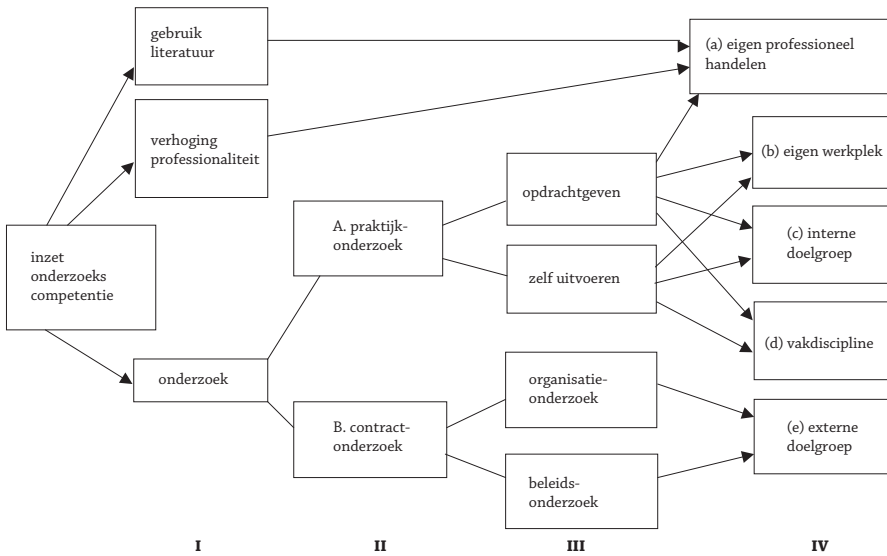 gebruik
literatuur
(a) eigen professioneel
handelen
verhoging
professionaliteit
(b) eigen werkplek
opdrachtgeven
A. praktijk-
onderzoek
inzet
onderzoeks
competentie
(c) interne
doelgroep
zelf uitvoeren
(d) vakdiscipline
onderzoek
organisatie-
onderzoek
B. contract-
onderzoek
(e) externe
doelgroep
beleids-
onderzoek
I II III IV